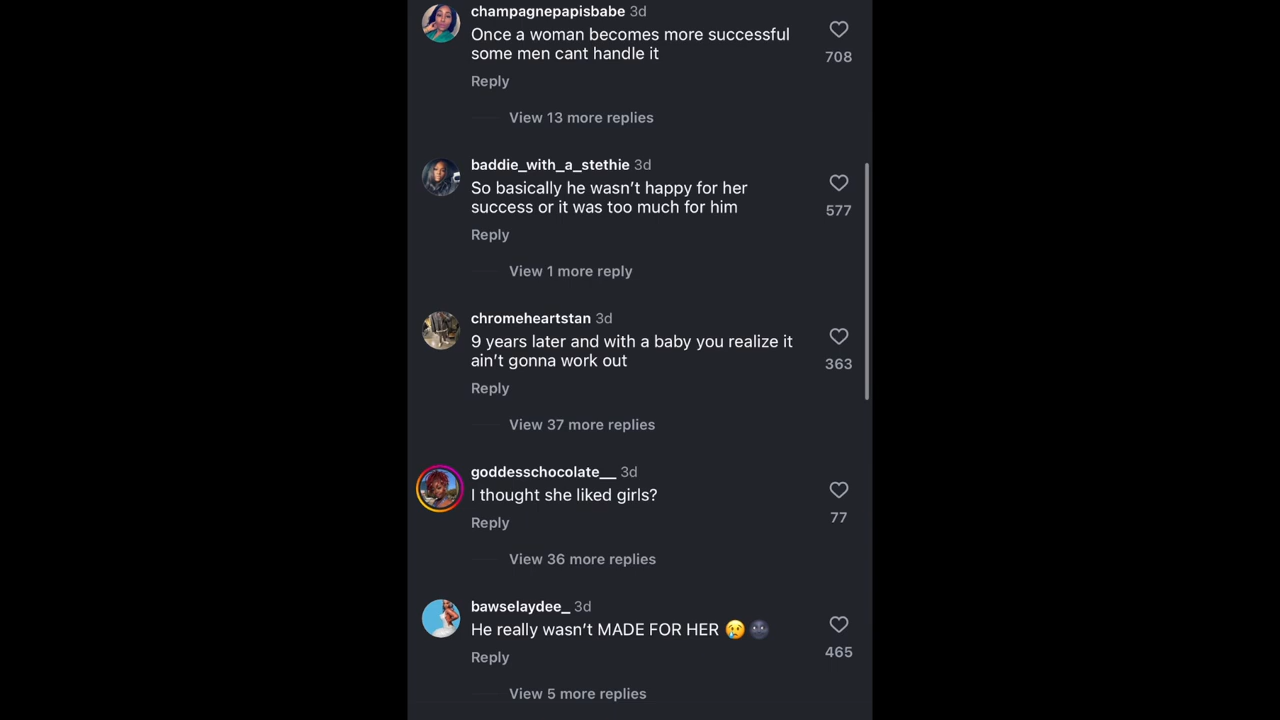 champagnepapisbabe 3d
Once a woman becomes more successful
some men cant handle it
708
Reply
View 13 more replies
baddie_with_a_stethie 3d
So basically he wasn’t happy for her
success or it was too much for him
577
Reply
View 1 more reply
chromeheartstan 3d
9 years later and with a baby you realize it
ain’t gonna work out
363
Reply
View 37 more replies
goddesschocolate__ 3d
I thought she liked girls?
77
Reply
View 36 more replies
bawselaydee_ 3d
He really wasn’t MADE FOR HER 😢🌚
465
Reply
View 5 more replies